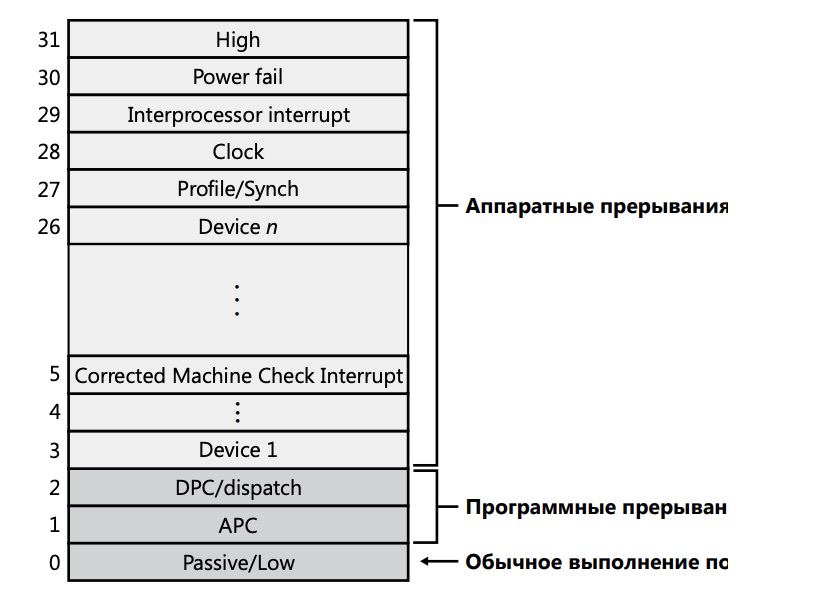 31 High
30 Power fail
29 Interprocessor interrupt
28 Clock
27 Profile/Synch
Аппаратные прерывания
26 Device n
5 Corrected Machine Check Interrupt
4
3 Device 1
2 DPC/dispatch
Программные прерыван
1 APC
0 Passive/Low
Обычное выполнение по